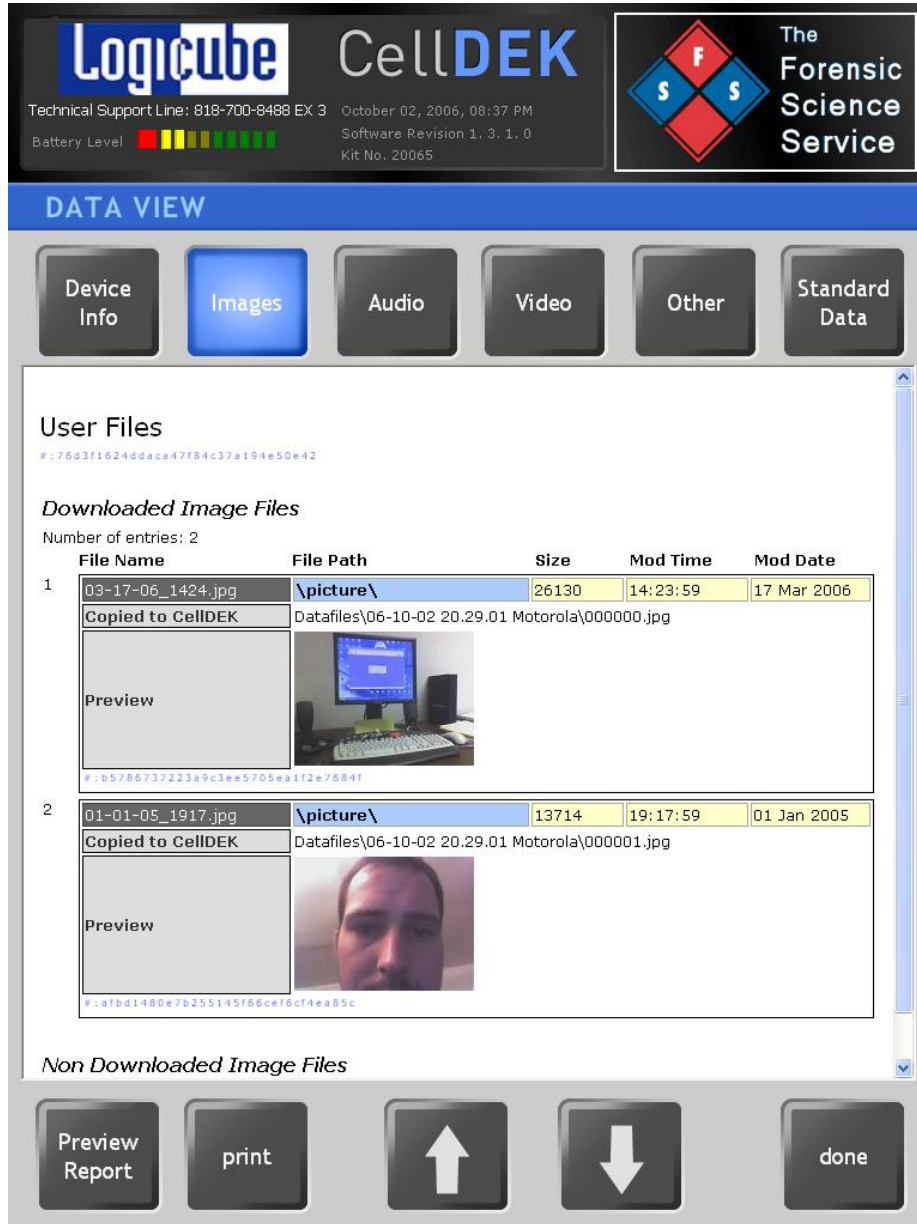 Logicube
CellDEK
Technical Support Line: 818-700-8488 EX 3
October 02, 2006, 08:37 PM
Battery Level
Software Revision 1. 3. 1. 0
Kit No. 20065
F
S S
S
The
Forensic
Science
Service
DATA VIEW
Device
Info
Images
Audio
Video
Other
Standard
Data
User Files
#:76d3f1624ddaca47f84c37a194e50e42
Downloaded Image Files
Number of entries: 2
File Name File Path Size Mod Time Mod Date
1 03-17-06_1424.jpg \picture\ 26130 14:23:59 17 Mar 2006
Copied to CellDEK Datafiles\06-10-02 20.29.01 Motorola\000000.jpg
Preview
#:b5786737223a9c3ee5705ea1f2e7684f
2 01-01-05_1917.jpg \picture\ 13714 19:17:59 01 Jan 2005
Copied to CellDEK Datafiles\06-10-02 20.29.01 Motorola\000001.jpg
Preview
#:afbd1480e7b255145f66cef6cf4ea85c
Non Downloaded Image Files
Preview
Report
print
done